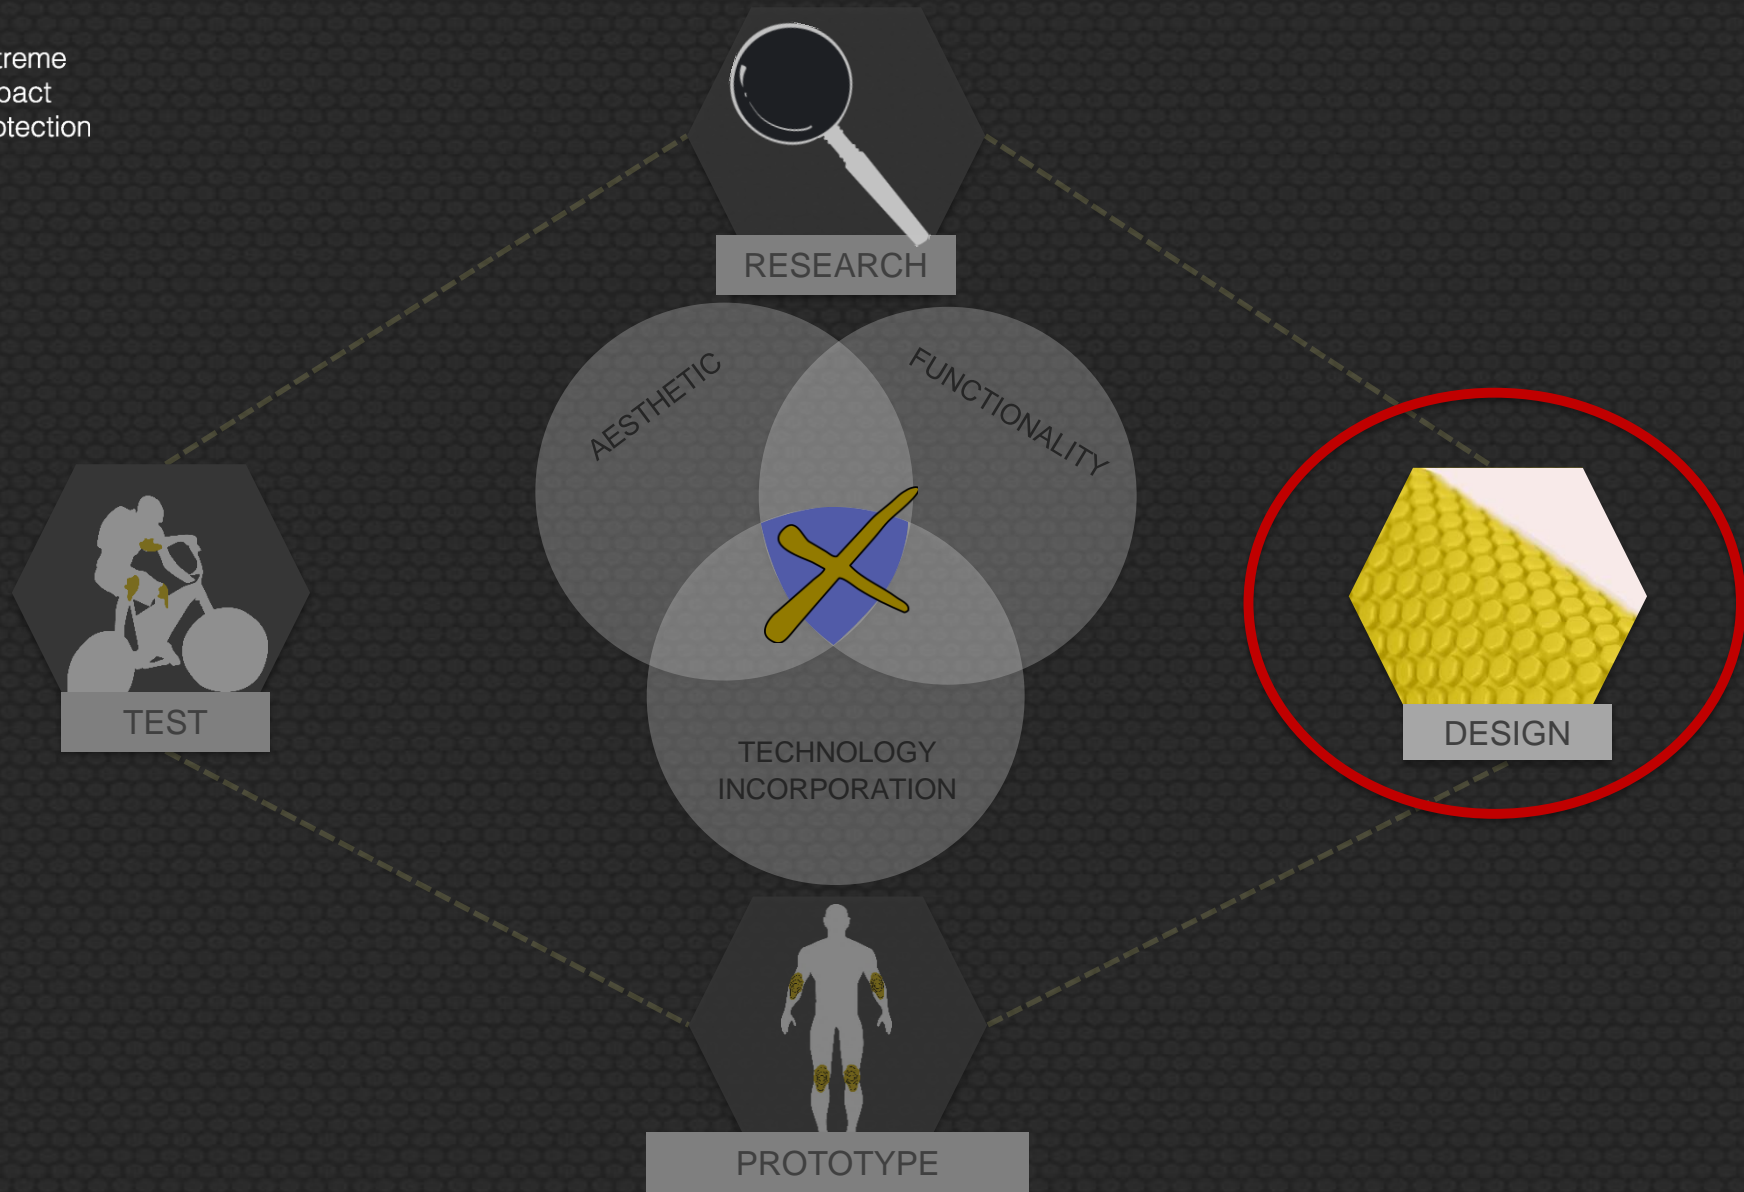 treme
pact
otection
RESEARCH
AESTHETIC
FUNCTIONALITY
TEST
DESIGN
TECHNOLOGY
INCORPORATION
PROTOTYPE